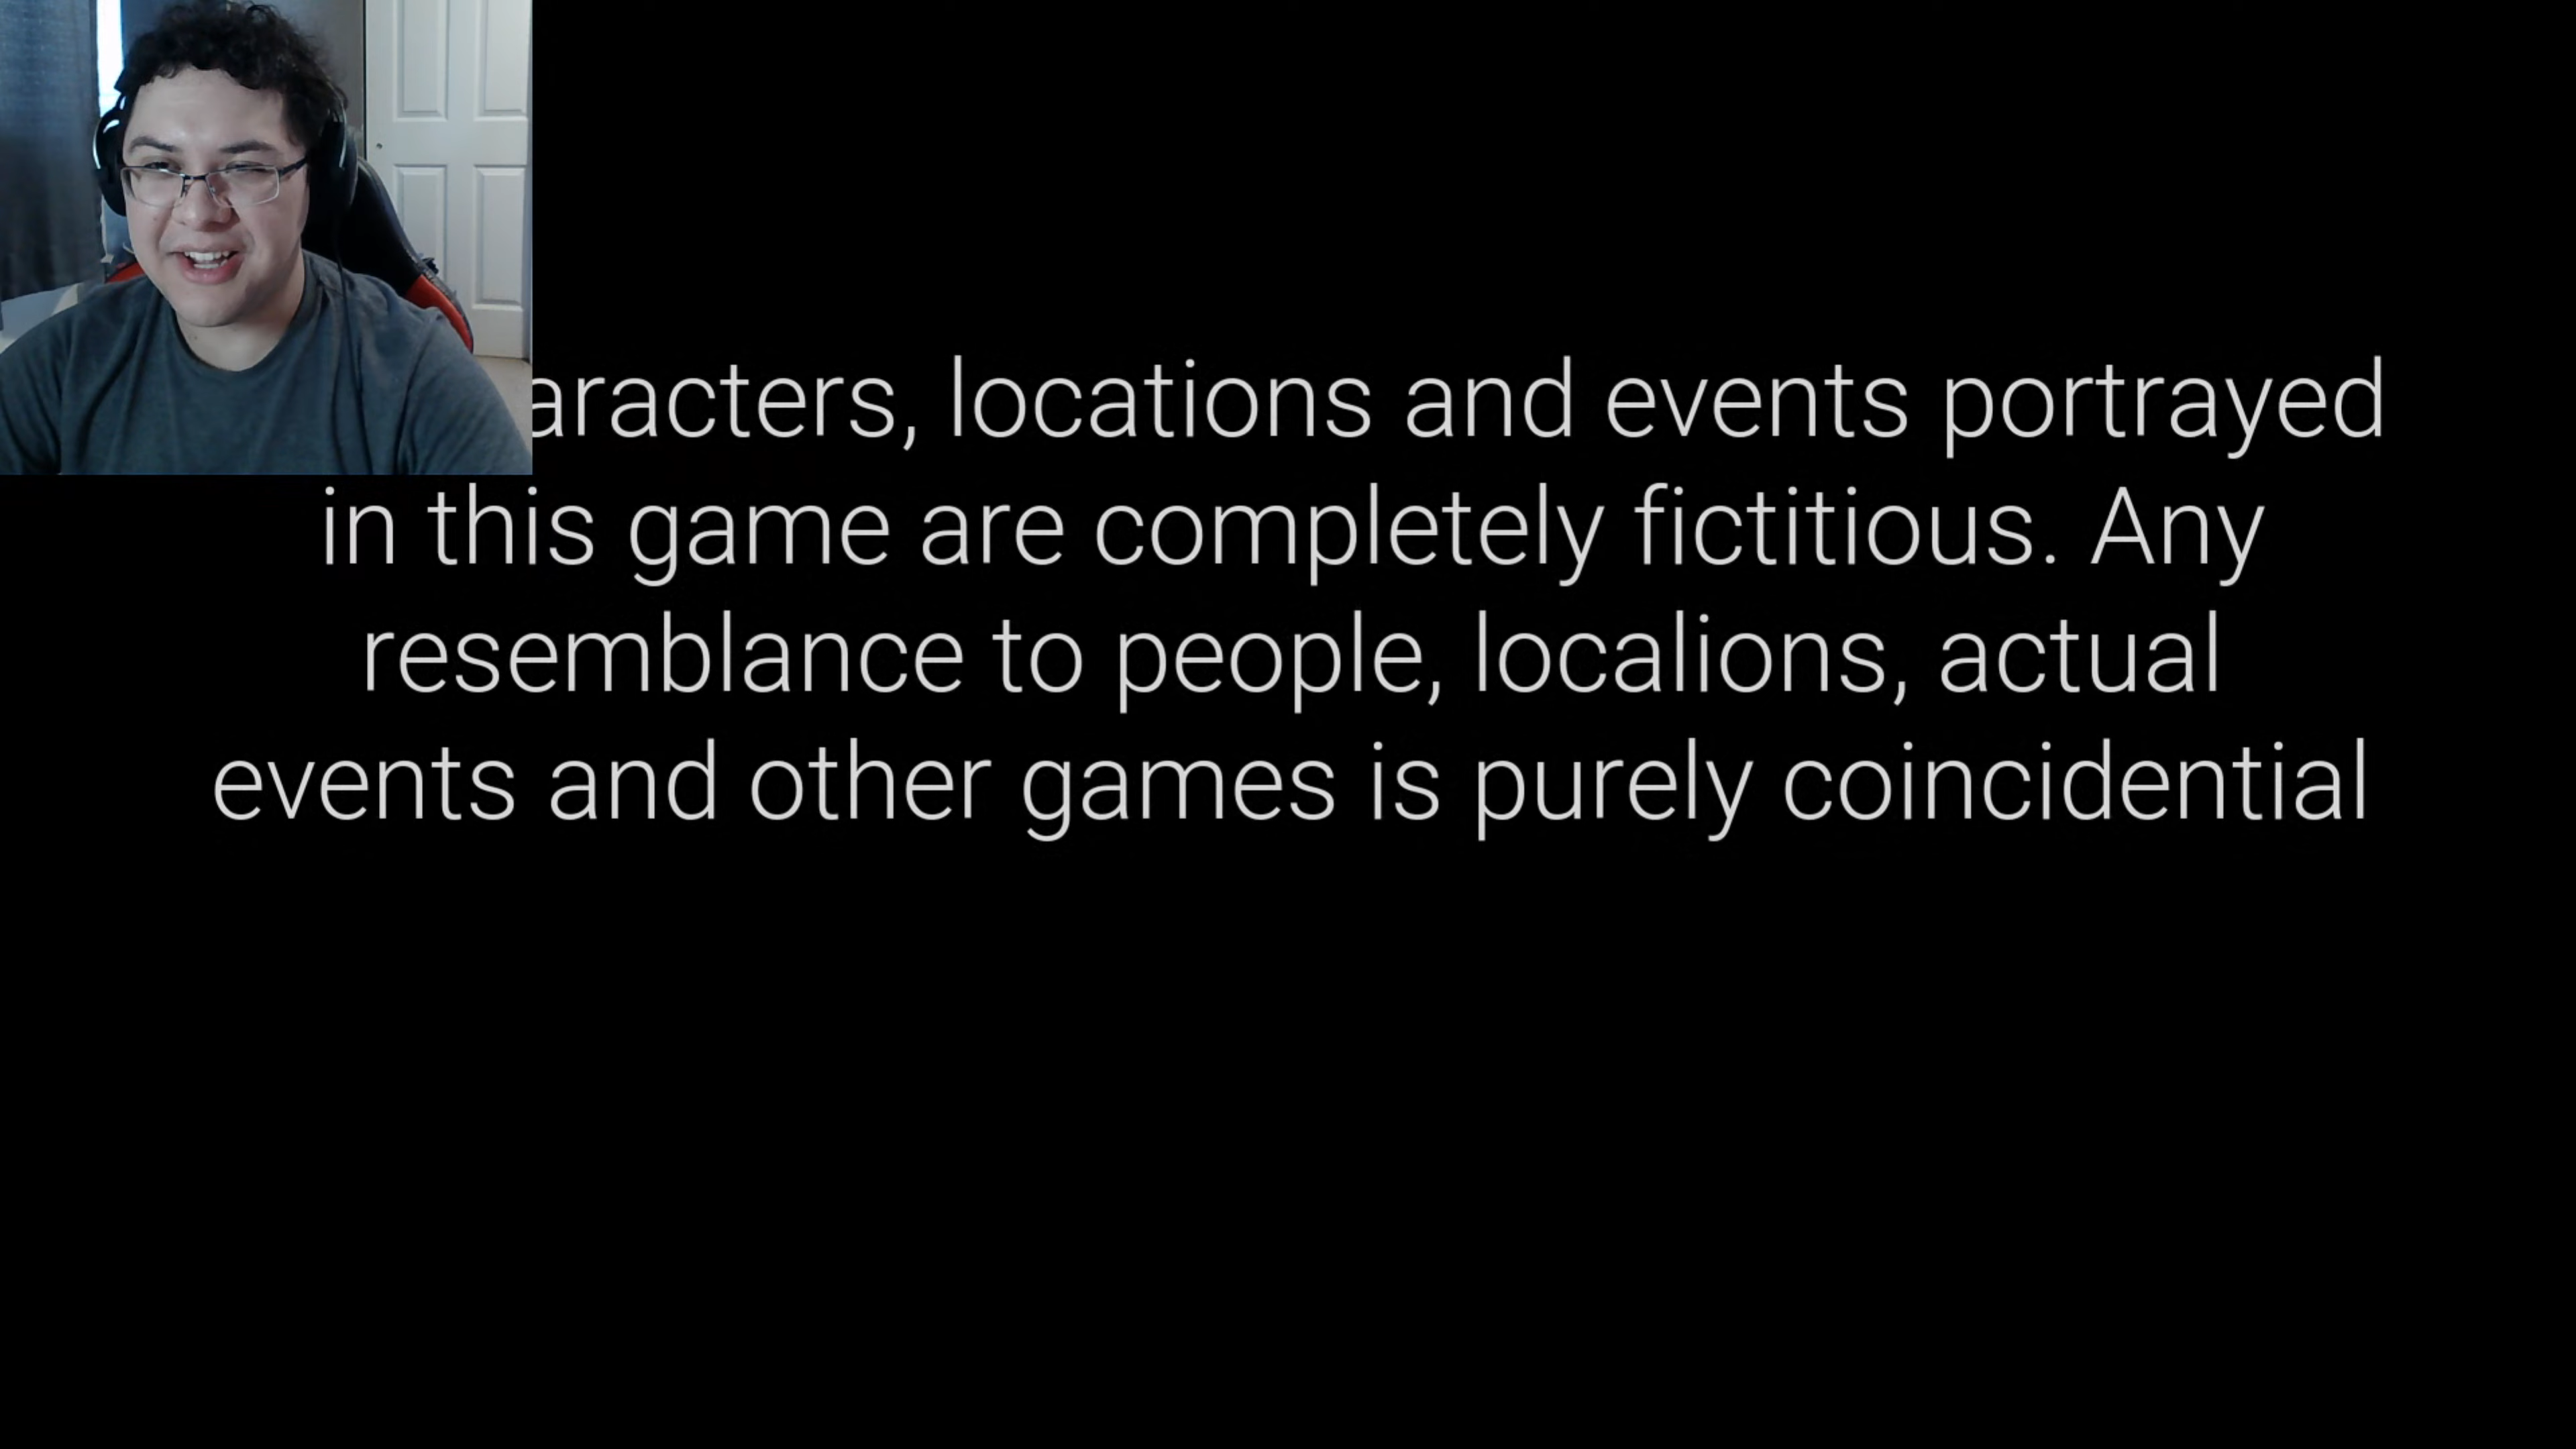 aracters, locations and events portrayed
in this game are completely fictitious. Any
resemblance to people, localions, actual
events and other games is purely coincidential